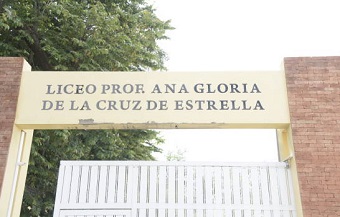 LICEO PROF. ANA GLORIA
DE LA CRUZ DE ESTRELLA